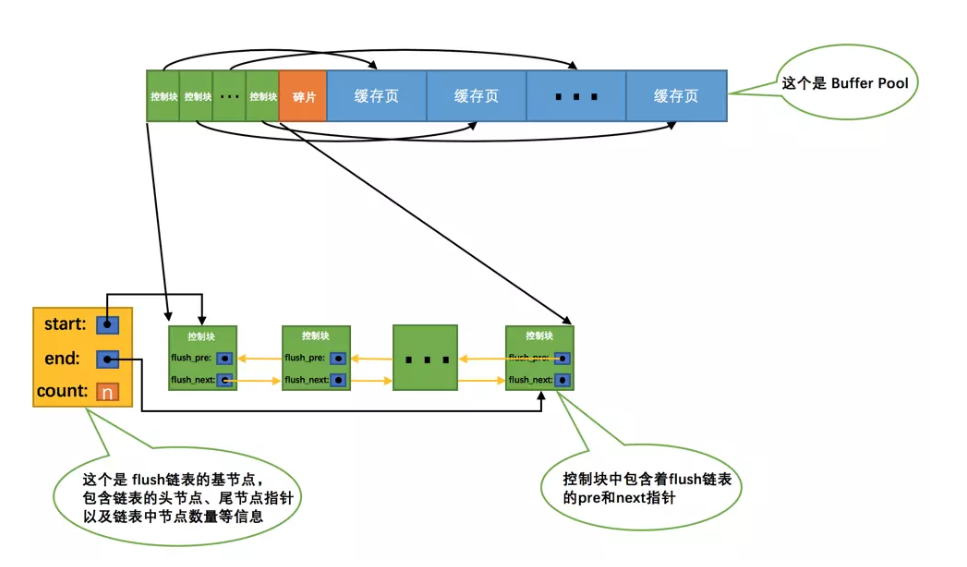 控制块 控制块 ··· 控制块 碎片 缓存页 缓存页 ··· 缓存页
这个是 Buffer Pool
start:
end:
count: n
控制块
flush_pre:
flush_next:
控制块
flush_pre:
flush_next:
···
控制块
flush_pre:
flush_next:
这个是 flush链表的基节点，
包含链表的头节点、尾节点指针
以及链表中节点数量等信息
控制块中包含着flush链表
的pre和next指针